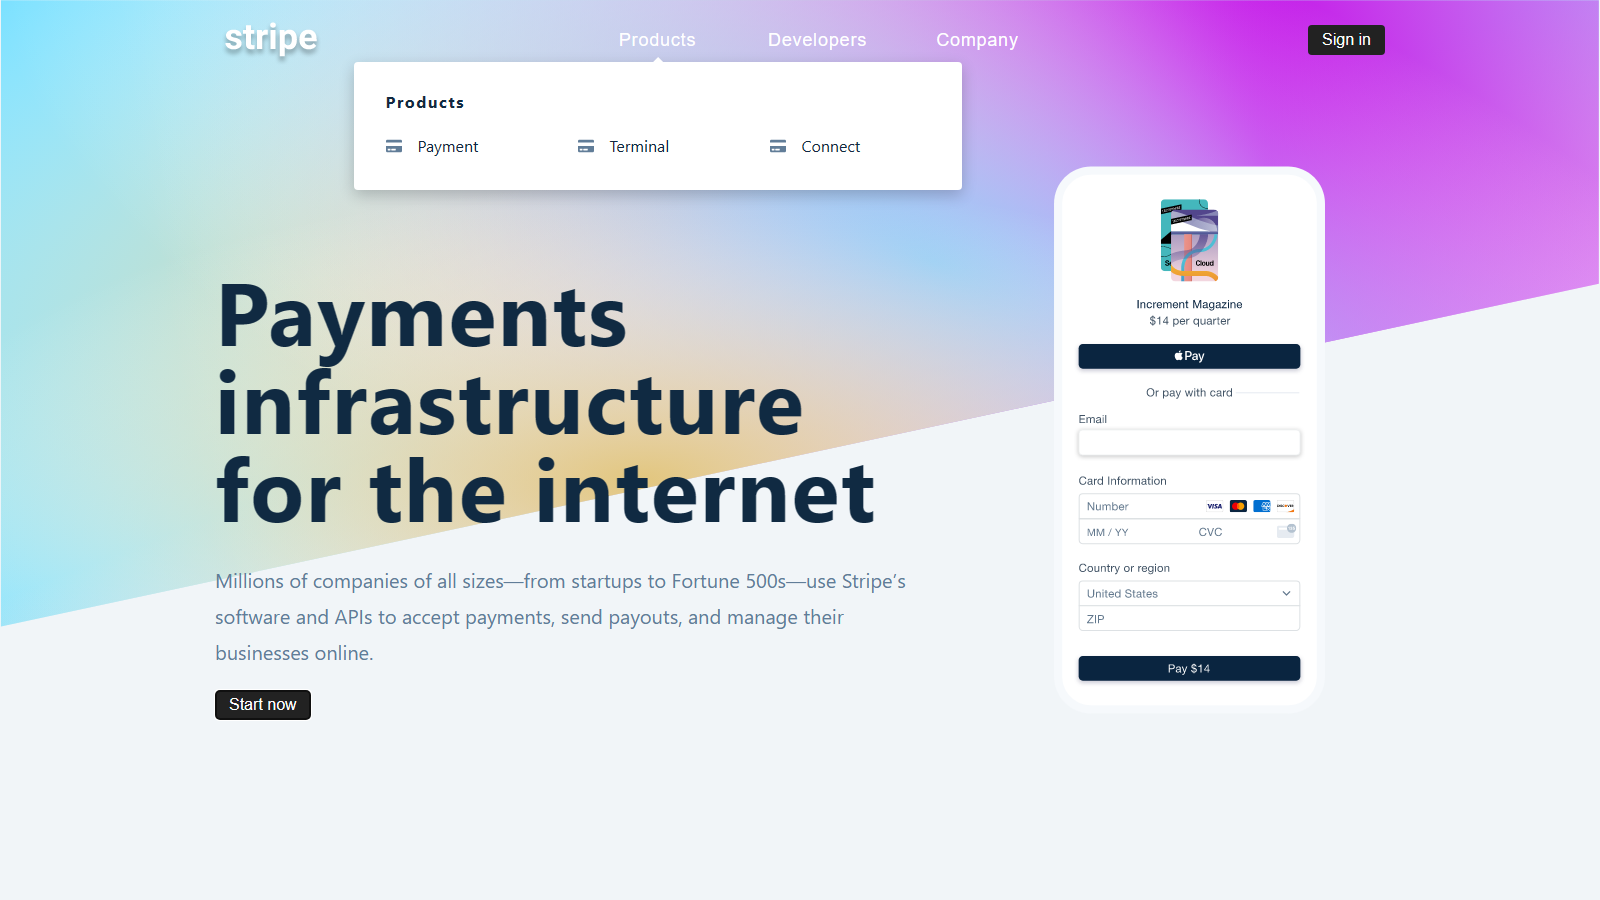 stripe
Products
Developers
Company
Sign in
Products
Payment
Terminal
Connect
Payments
infrastructure
for the internet
Millions of companies of all sizes—from startups to Fortune 500s—use Stripe’s
software and APIs to accept payments, send payouts, and manage their
businesses online.
Start now
Cloud
Increment Magazine
$14 per quarter
Pay
Or pay with card
Email
Card Information
Number
VISA
DISCOVER
MM / YY
CVC
Country or region
United States
ZIP
Pay $14